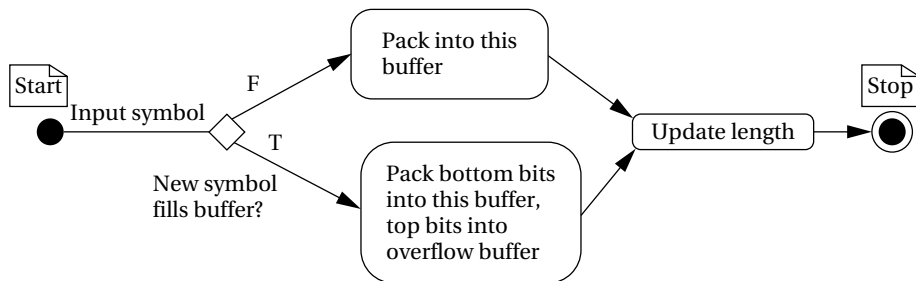 Start
Input symbol
F
T
New symbol
fills buffer?
Pack into this
buffer
Pack bottom bits
into this buffer,
top bits into
overflow buffer
Update length
Stop